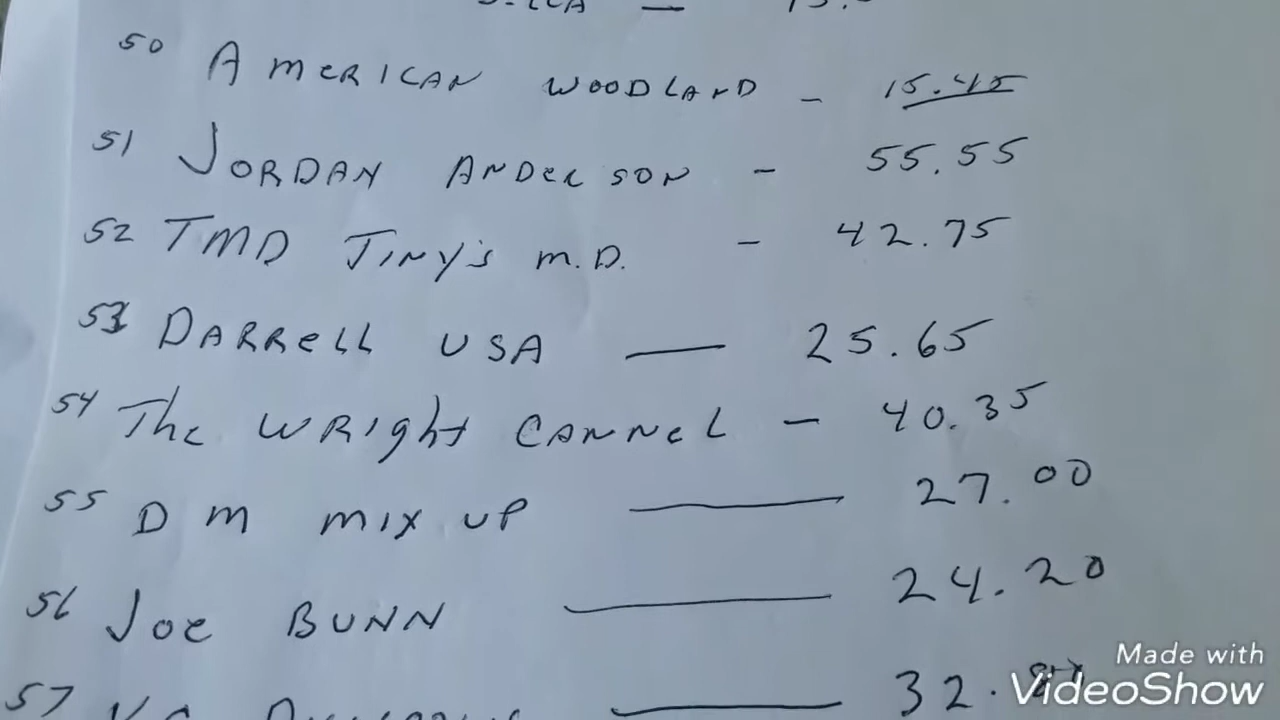 50 American Woodland - 15.45
51 Jordan Anderson - 55.55
52 TMD Tiny's M.D. - 42.75
53 Darrell USA — 25.65
54 The Wright Cannel - 40.35
55 DM Mix Up — 27.00
56 Joe Bunn — 24.20
57 — 32.
Made with
VideoShow